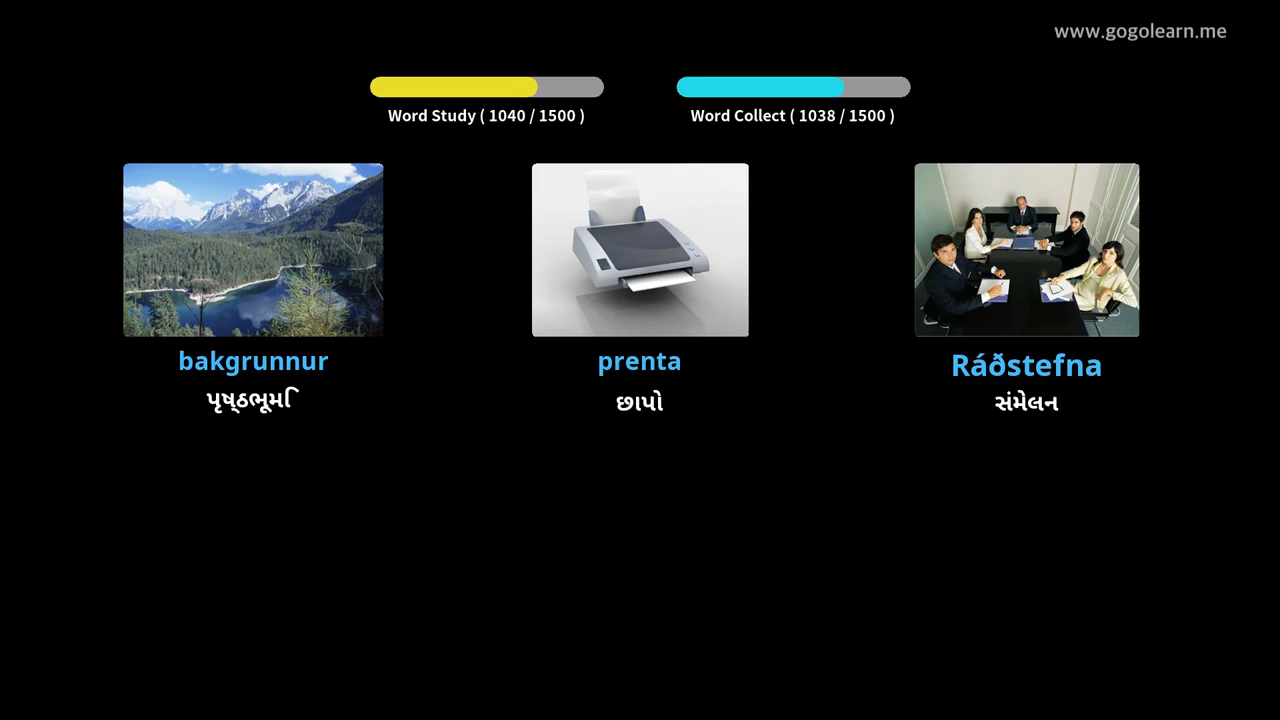 www.gogolearn.me
Word Study ( 1040 / 1500 )
Word Collect ( 1038 / 1500 )
bakgrunnur
prenta
Ráðstefna
પૃષ્ઠભૂમિ
છાપો
સંમેલન